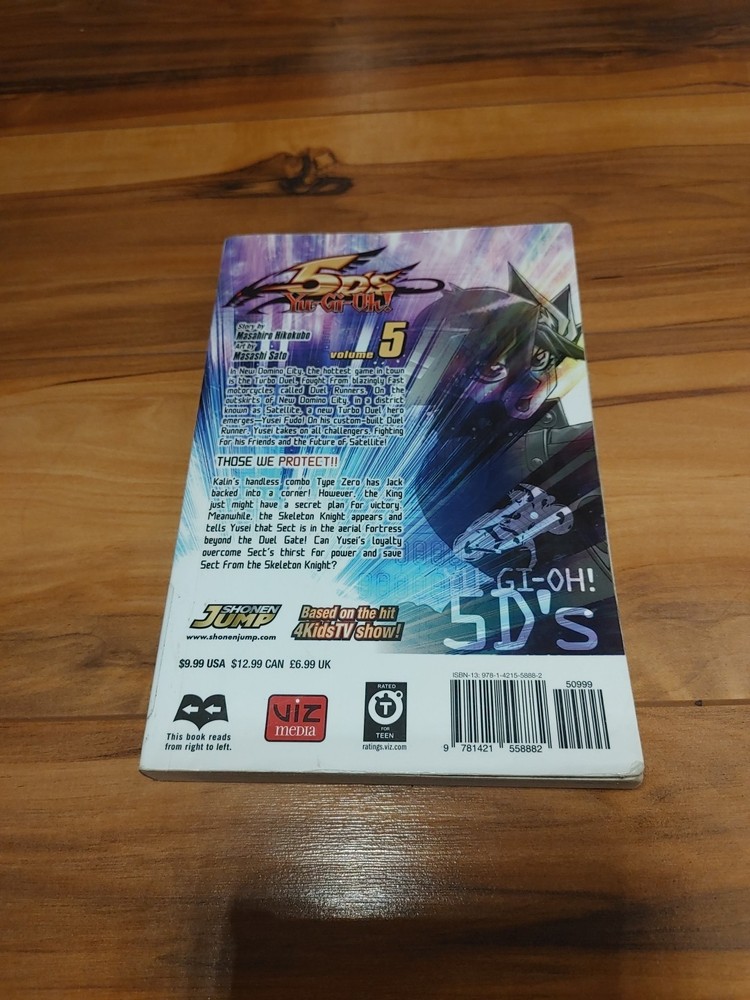 5D's
Yu-Gi-Oh!
Story by
Masahiro Hikokubo
Art by
Masashi Sato
volume 5
In New Domino City, the hottest game in town
is the Turbo Duel, fought from blazingly fast
motorcycles called Duel Runners. On the
outskirts of New Domino City, in a district
known as Satellite, a new Turbo Duel hero
emerges—Yusei Fudo! On his custom-built Duel
Runner, Yusei takes on all challengers, fighting
for his friends and the future of Satellite!
THOSE WE PROTECT!!
Kalin's handless combo Type Zero has Jack
backed into a corner! However, the King
just might have a secret plan for victory.
Meanwhile, the Skeleton Knight appears and
tells Yusei that Sect is in the aerial fortress
beyond the Duel Gate! Can Yusei's loyalty
overcome Sect's thirst for power and save
Sect from the Skeleton Knight?
GI-OH!
5D's
SHONEN
JUMP
www.shonenjump.com
Based on the hit
4KidsTV show!
$9.99 USA $12.99 CAN £6.99 UK
This book reads
from right to left.
VIZ
MEDIA
RATED
T
FOR
TEEN
ratings.viz.com
ISBN-13: 978-1-4215-5888-2
50999
9 781421 558882